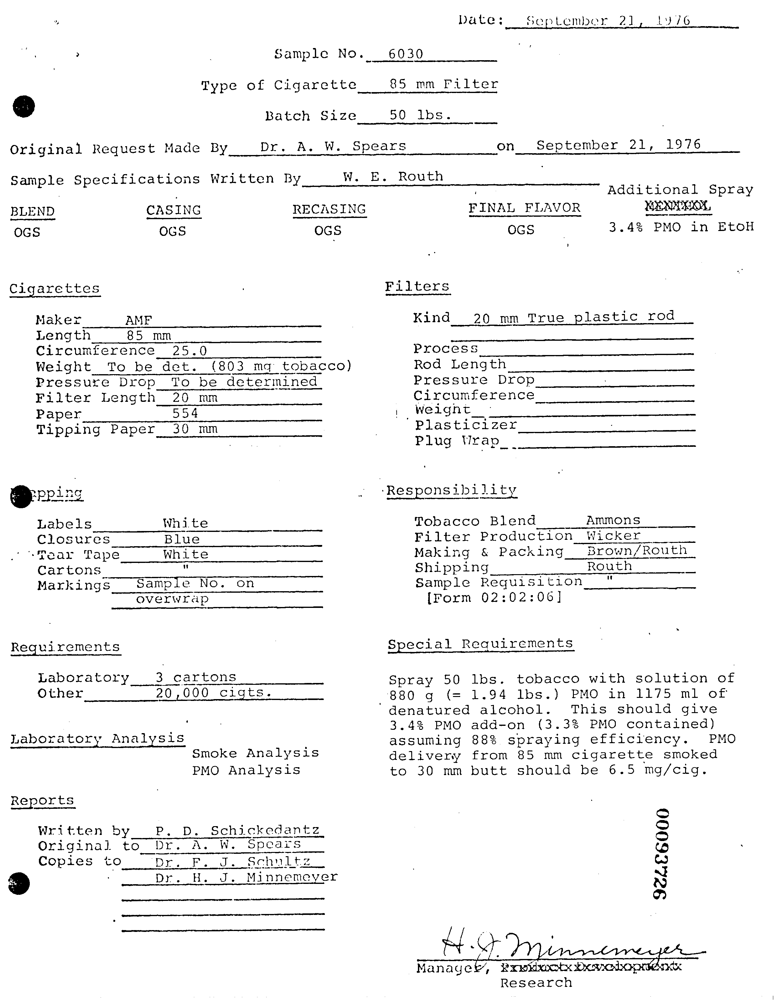 Date: September 21, 1976
Sample No. 6030
Type of Cigarette 85 mm Filter
Batch Size 50 lbs.
Original Request Made By Dr. A. W. Spears on September 21, 1976
Sample Specifications Written By W. E. Routh
Additional Spray
BLEND CASING RECASING FINAL FLAVOR
OGS OGS OGS OGS 3.4% PMO in EtoH
Cigarettes
Maker AMF
Length 85 mm
Circumference 25.0
Weight To be det. (803 mg tobacco)
Pressure Drop To be determined
Filter Length 20 mm
Paper 554
Tipping Paper 30 mm
Filters
Kind 20 mm True plastic rod
Process
Rod Length
Pressure Drop
Circumference
Weight
Plasticizer
Plug Wrap
pping
Labels White
Closures Blue
Tear Tape White
Cartons "
Markings Sample No. on
overwrap
Responsibility
Tobacco Blend Ammons
Filter Production Wicker
Making & Packing Brown/Routh
Shipping Routh
Sample Requisition "
[Form 02:02:06]
Requirements
Laboratory 3 cartons
Other 20,000 cigts.
Special Requirements
Spray 50 lbs. tobacco with solution of
880 g (= 1.94 lbs.) PMO in 1175 ml of
denatured alcohol. This should give
3.4% PMO add-on (3.3% PMO contained)
assuming 88% spraying efficiency. PMO
delivery from 85 mm cigarette smoked
to 30 mm butt should be 6.5 mg/cig.
Laboratory Analysis
Smoke Analysis
PMO Analysis
Reports
Written by P. D. Schickedantz
Original to Dr. A. W. Spears
Copies to Dr. F. J. Schultz
Dr. H. J. Minnemeyer
00093726
H. J. Minnemeyer
Manager,
Research